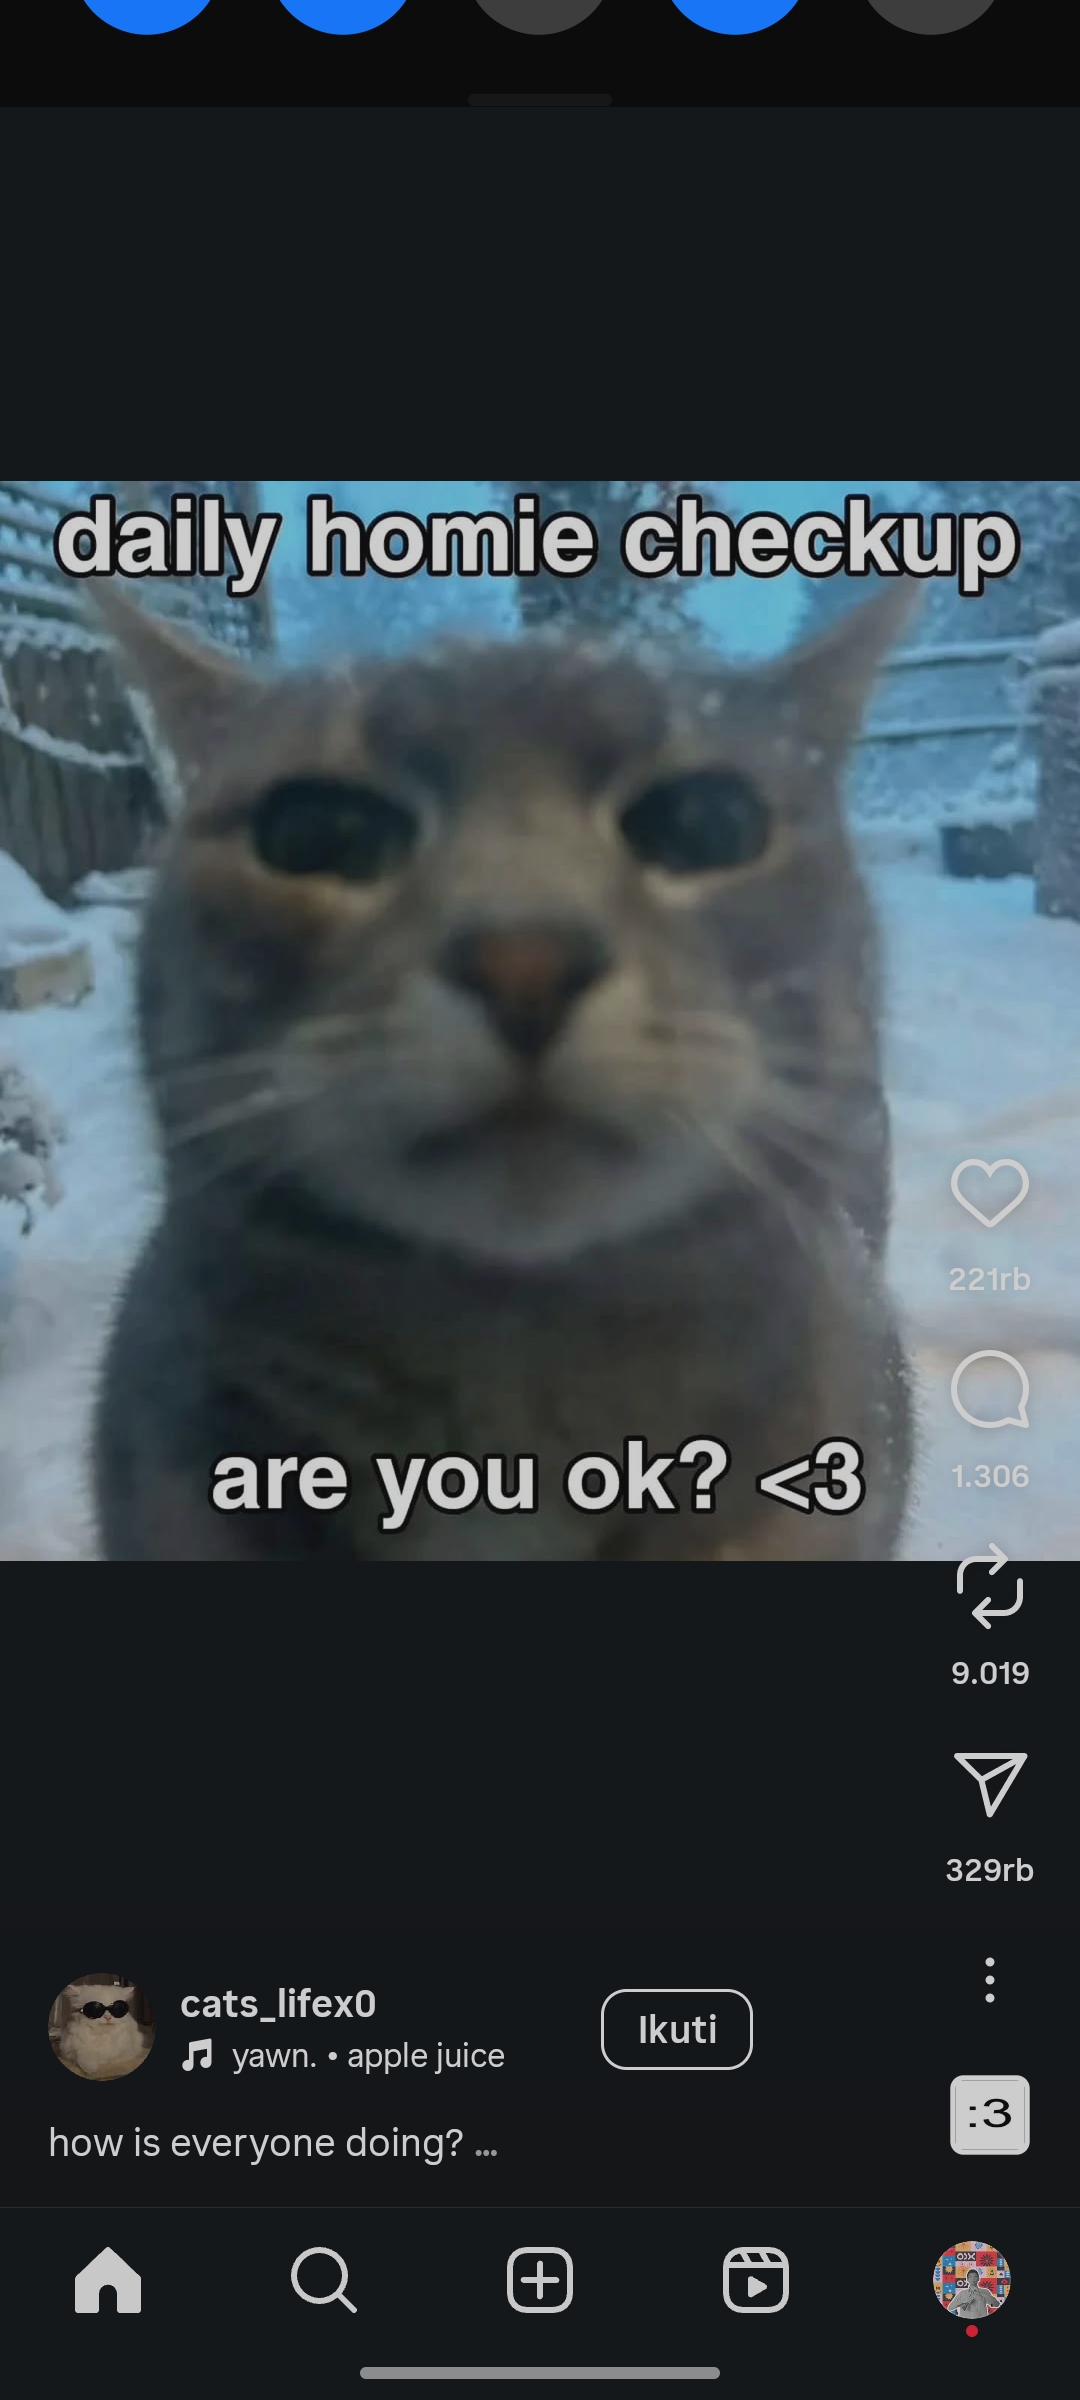 daily homie checkup
are you ok? <3
221rb
1.306
9.019
329rb
cats_lifex0
yawn. • apple juice
Ikuti
:3
how is everyone doing? ...